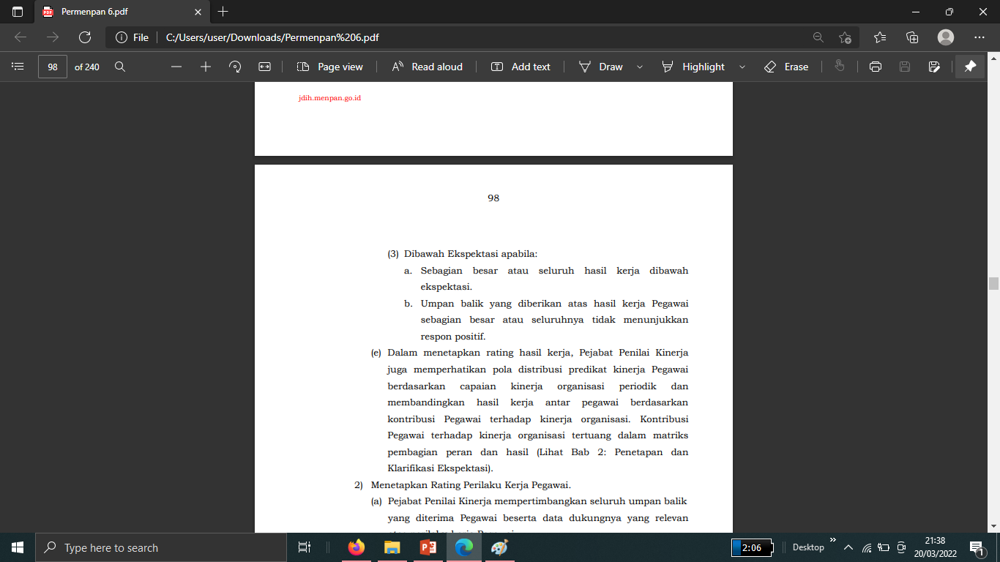 Permenpan 6.pdf
File
C:/Users/user/Downloads/Permenpan%206.pdf
98 of 240
Page view
Read aloud
Add text
Draw
Highlight
Erase
jdih.menpan.go.id
98
(3) Dibawah Ekspektasi apabila:
a. Sebagian besar atau seluruh hasil kerja dibawah
ekspektasi.
b. Umpan balik yang diberikan atas hasil kerja Pegawai
sebagian besar atau seluruhnya tidak menunjukkan
respon positif.
(e) Dalam menetapkan rating hasil kerja, Pejabat Penilai Kinerja
juga memperhatikan pola distribusi predikat kinerja Pegawai
berdasarkan capaian kinerja organisasi periodik dan
membandingkan hasil kerja antar pegawai berdasarkan
kontribusi Pegawai terhadap kinerja organisasi. Kontribusi
Pegawai terhadap kinerja organisasi tertuang dalam matriks
pembagian peran dan hasil (Lihat Bab 2: Penetapan dan
Klarifikasi Ekspektasi).
2) Menetapkan Rating Perilaku Kerja Pegawai.
(a) Pejabat Penilai Kinerja mempertimbangkan seluruh umpan balik
yang diterima Pegawai beserta data dukungnya yang relevan
Type here to search
2:06
Desktop
21:38
20/03/2022
1